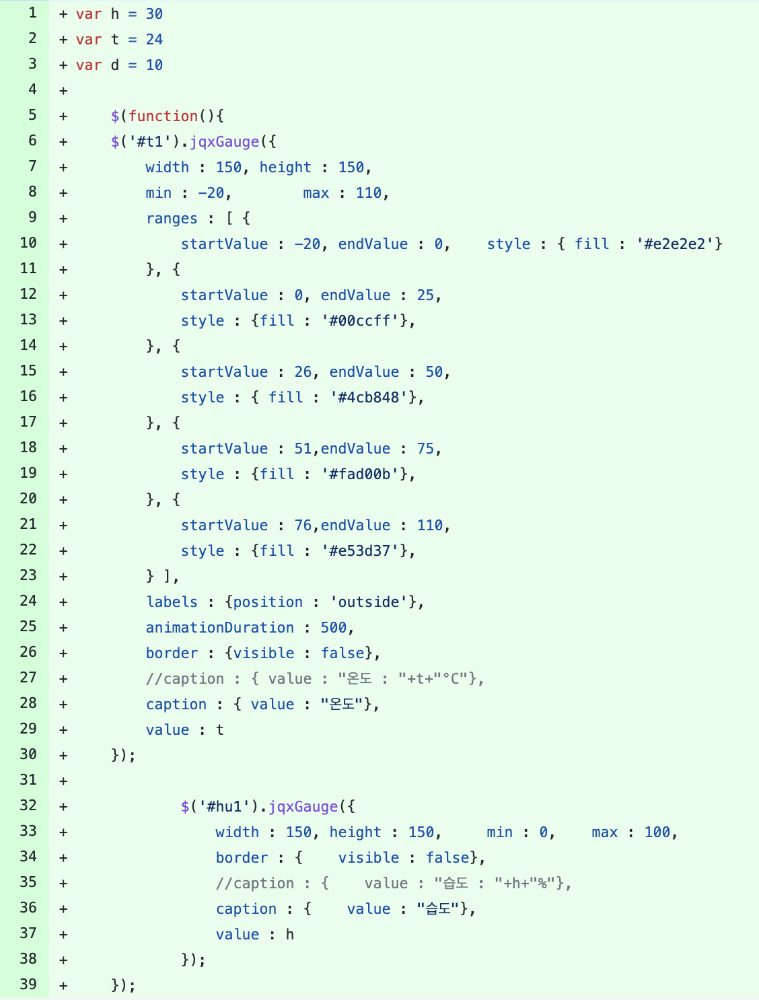 1 + var h = 30
2 + var t = 24
3 + var d = 10
4 +
5 +     $(function(){
6 +     $('#t1').jqxGauge({
7 +         width : 150, height : 150,
8 +         min : -20,        max : 110,
9 +         ranges : [ {
10 +             startValue : -20, endValue : 0,    style : { fill : '#e2e2e2'}
11 +         }, {
12 +             startValue : 0, endValue : 25,
13 +             style : {fill : '#00ccff'},
14 +         }, {
15 +             startValue : 26, endValue : 50,
16 +             style : { fill : '#4cb848'},
17 +         }, {
18 +             startValue : 51,endValue : 75,
19 +             style : {fill : '#fad00b'},
20 +         }, {
21 +             startValue : 76,endValue : 110,
22 +             style : {fill : '#e53d37'},
23 +         } ],
24 +         labels : {position : 'outside'},
25 +         animationDuration : 500,
26 +         border : {visible : false},
27 +         //caption : { value : "온도 : "+t+"°C"},
28 +         caption : { value : "온도"},
29 +         value : t
30 +     });
31 +
32 +             $('#hu1').jqxGauge({
33 +                 width : 150, height : 150,     min : 0,    max : 100,
34 +                 border : {    visible : false},
35 +                 //caption : {    value : "습도 : "+h+"%"},
36 +                 caption : {    value : "습도"},
37 +                 value : h
38 +             });
39 +     });